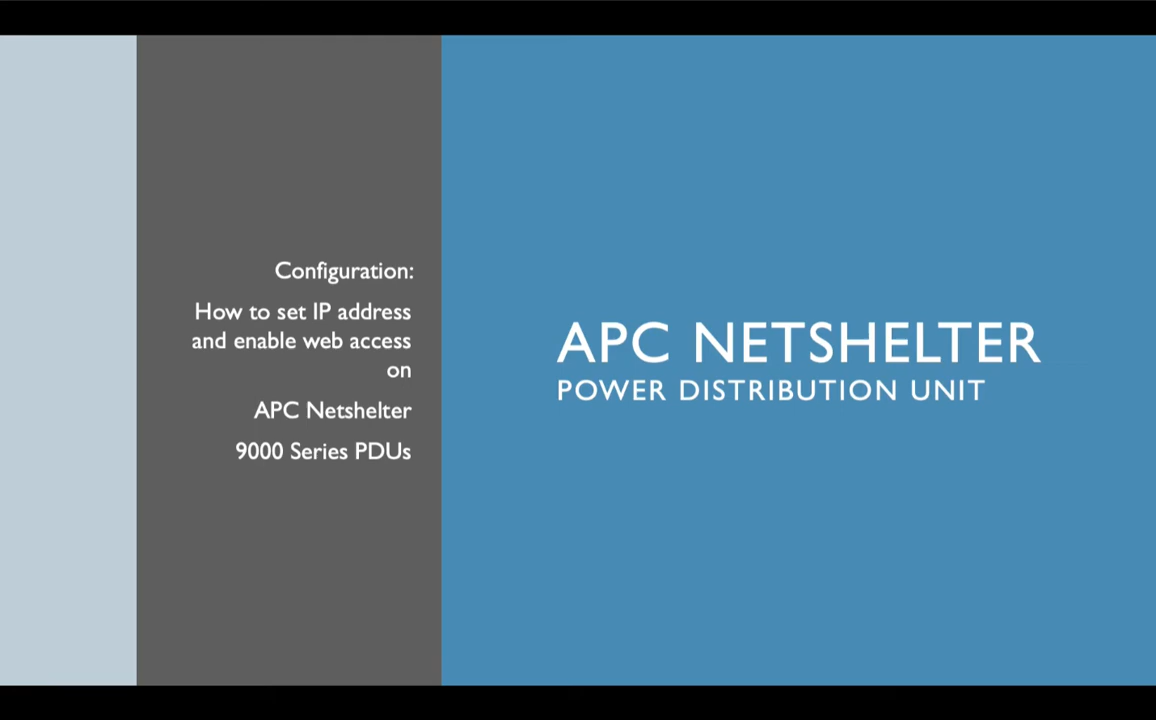 Configuration:
How to set IP address
and enable web access
on
APC Netshelter
9000 Series PDUs
APC NETSHELTER
POWER DISTRIBUTION UNIT